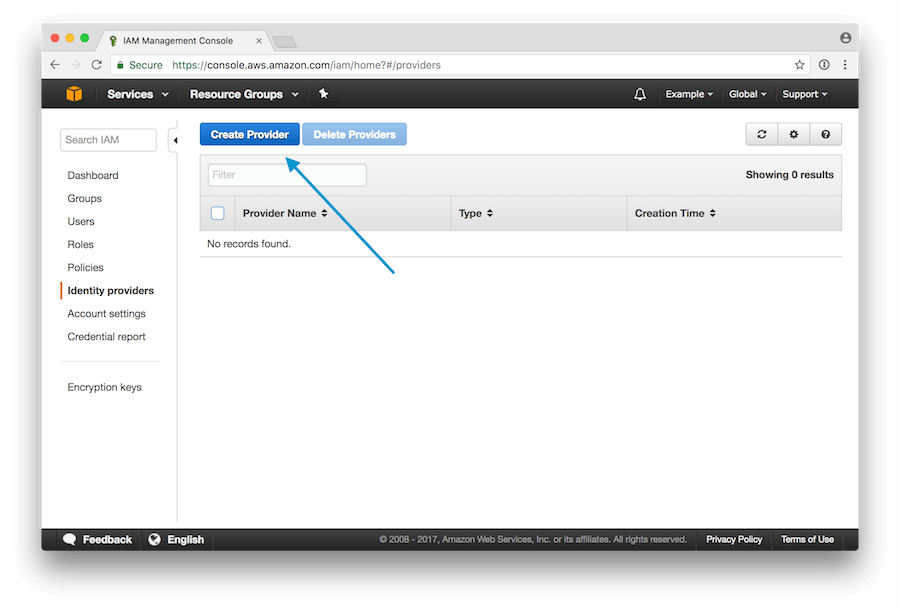 IAM Management Console
Secure https://console.aws.amazon.com/iam/home?#/providers
Services Resource Groups Example Global Support
Search IAM
Create Provider Delete Providers
Dashboard
Groups
Users
Roles
Policies
Identity providers
Account settings
Credential report
Encryption keys
Filter Showing 0 results
Provider Name Type Creation Time
No records found.
Feedback English © 2008 - 2017, Amazon Web Services, Inc. or its affiliates. All rights reserved. Privacy Policy Terms of Use